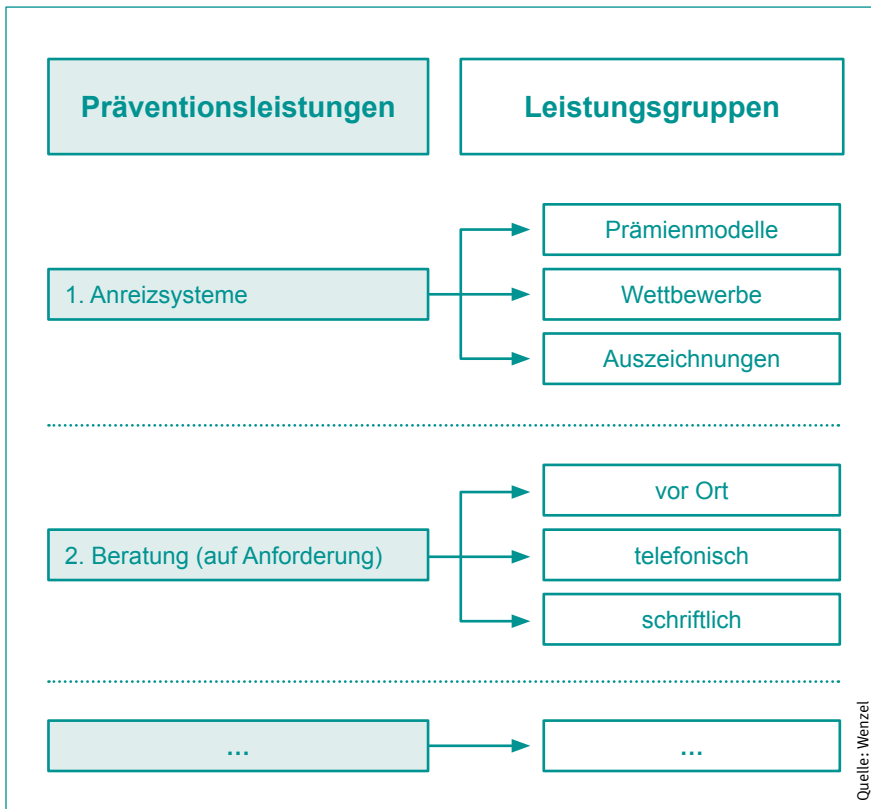 Präventionsleistungen
Leistungsgruppen
1. Anreizsysteme
Prämienmodelle
Wettbewerbe
Auszeichnungen
2. Beratung (auf Anforderung)
vor Ort
telefonisch
schriftlich
...
...
Quelle: Wenzel